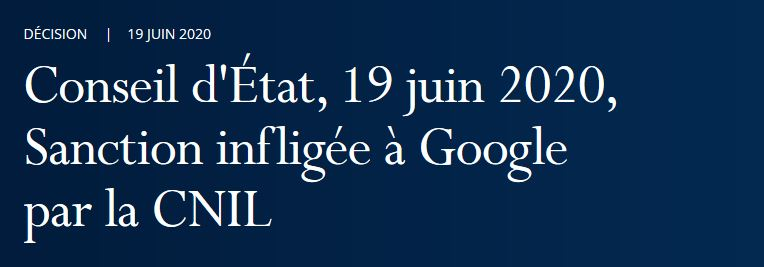 DÉCISION | 19 JUIN 2020
Conseil d'État, 19 juin 2020,
Sanction infligée à Google
par la CNIL